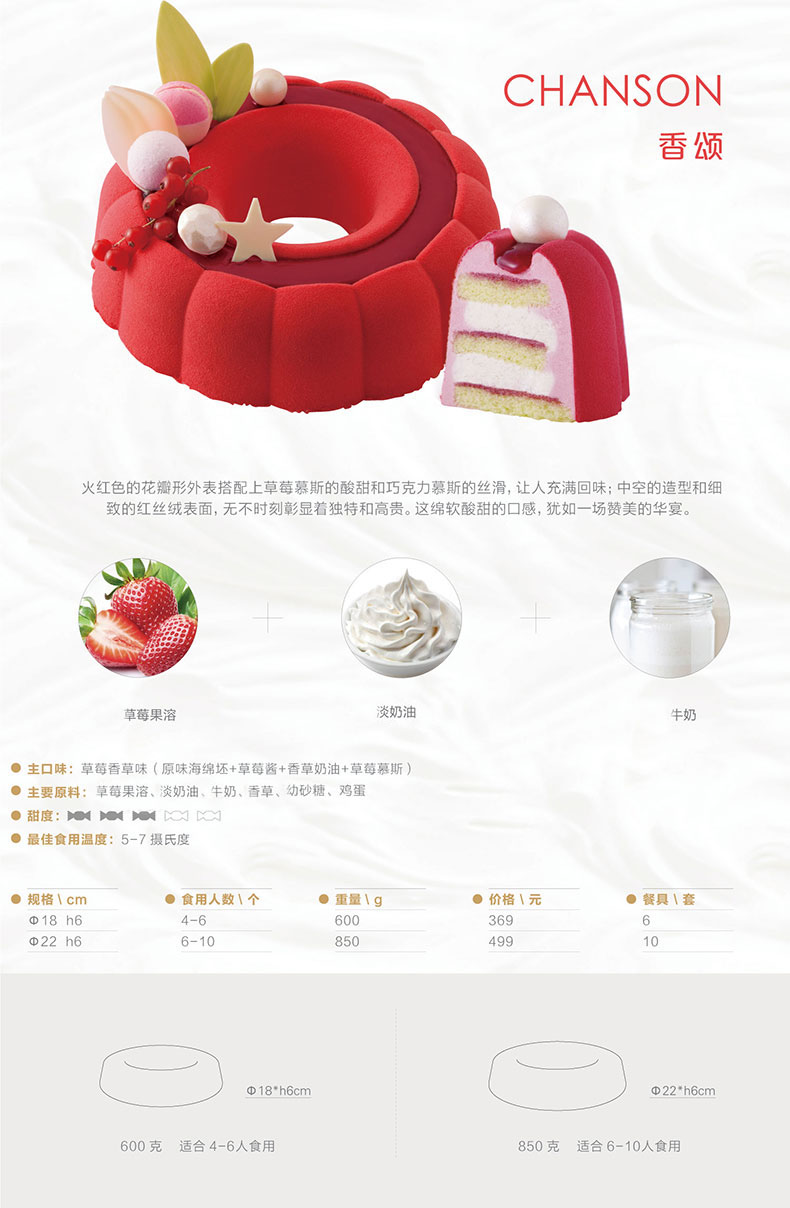 CHANSON
香颂
火红色的花瓣形外表搭配上草莓慕斯的酸甜和巧克力慕斯的丝滑，让人充满回味；中空的造型和细
致的红丝绒表面，无不时刻彰显着独特和高贵。这绵软酸甜的口感，犹如一场赞美的华宴。
草莓果溶
淡奶油
牛奶
主口味：草莓香草味（原味海绵坯+草莓酱+香草奶油+草莓慕斯）
主要原料：草莓果溶、淡奶油、牛奶、香草、幼砂糖、鸡蛋
甜度：
最佳食用温度：5-7 摄氏度
规格 \ cm 食用人数 \ 个 重量 \ g 价格 \ 元 餐具 \ 套
Φ18 h6 4-6 600 369 6
Φ22 h6 6-10 850 499 10
Φ18*h6cm
Φ22*h6cm
600 克 适合 4-6人食用
850 克 适合 6-10人食用